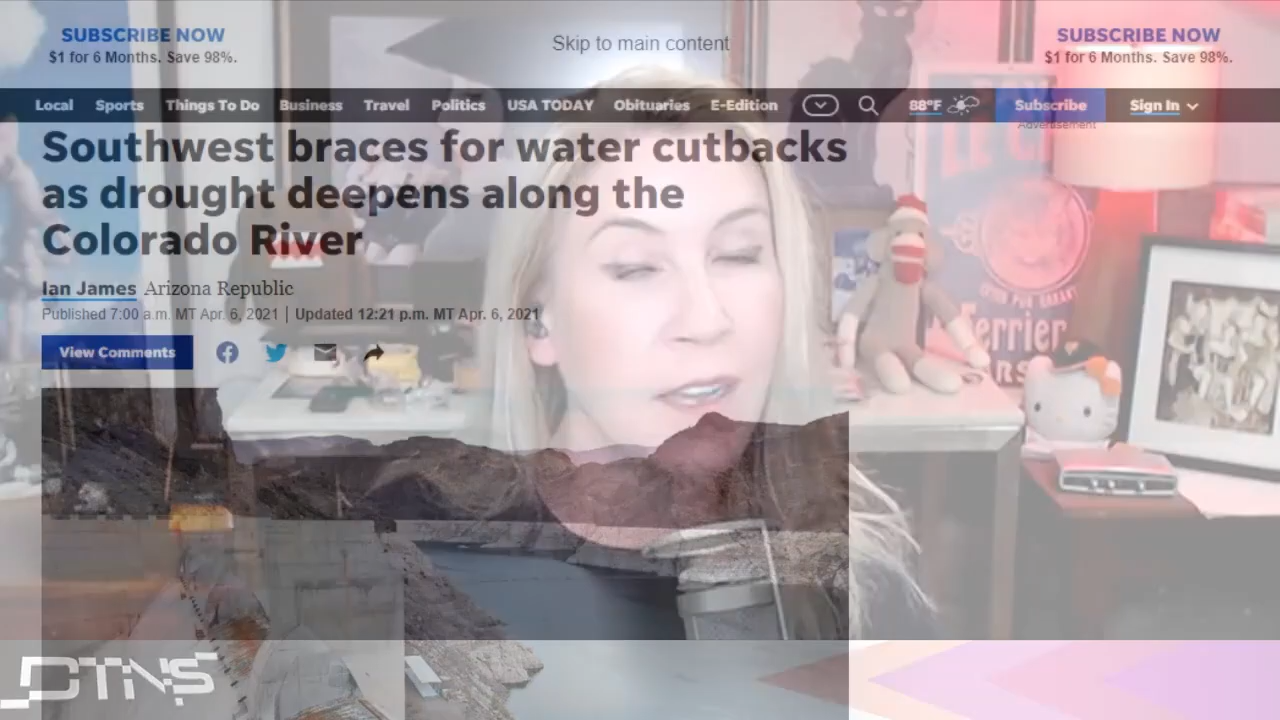 SUBSCRIBE NOW
$1 for 6 Months. Save 98%.
Skip to main content
SUBSCRIBE NOW
$1 for 6 Months. Save 98%.
Local Sports Things To Do Business Travel Politics USA TODAY Obituaries E-Edition 88°F Subscribe Sign In
Advertisement
Southwest braces for water cutbacks
as drought deepens along the
Colorado River
Ian James Arizona Republic
Published 7:00 a.m. MT Apr. 6, 2021 | Updated 12:21 p.m. MT Apr. 6, 2021
View Comments
DTNS